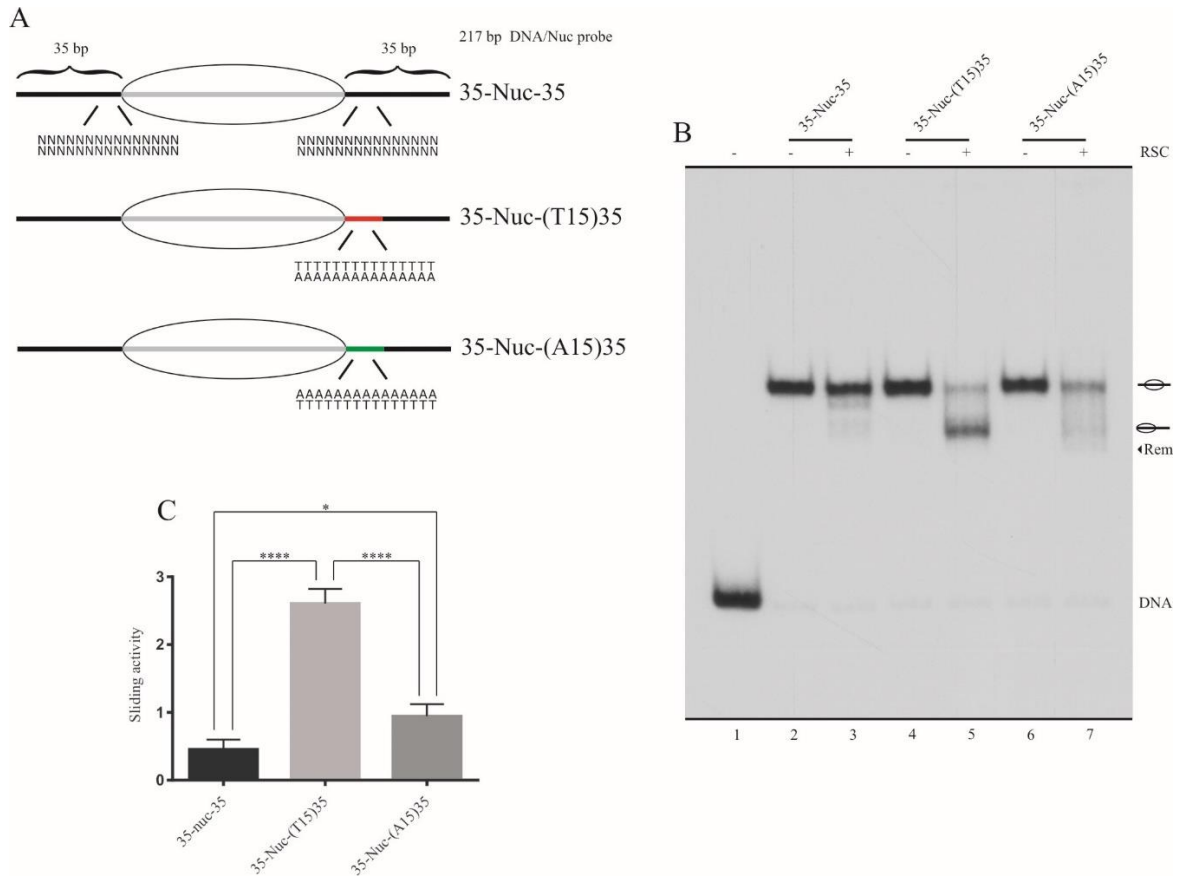 A
217 bp DNA/Nuc probe
35 bp
35 bp
35-Nuc-35
NNNNNNNNNNNNNNN
NNNNNNNNNNNNNNN
NNNNNNNNNNNNNNN
NNNNNNNNNNNNNNN
35-Nuc-(T15)35
TTTTTTTTTTTTTTT
AAAAAAAAAAAAAAA
35-Nuc-(A15)35
AAAAAAAAAAAAAAA
TTTTTTTTTTTTTTT
B
35-Nuc-35
35-Nuc-(T15)35
35-Nuc-(A15)35
- - + - + - + RSC
Rem
DNA
1 2 3 4 5 6 7
C
*
**** ****
Sliding activity
3
2
1
0
35-nuc-35
35-Nuc-(T15)35
35-Nuc-(A15)35